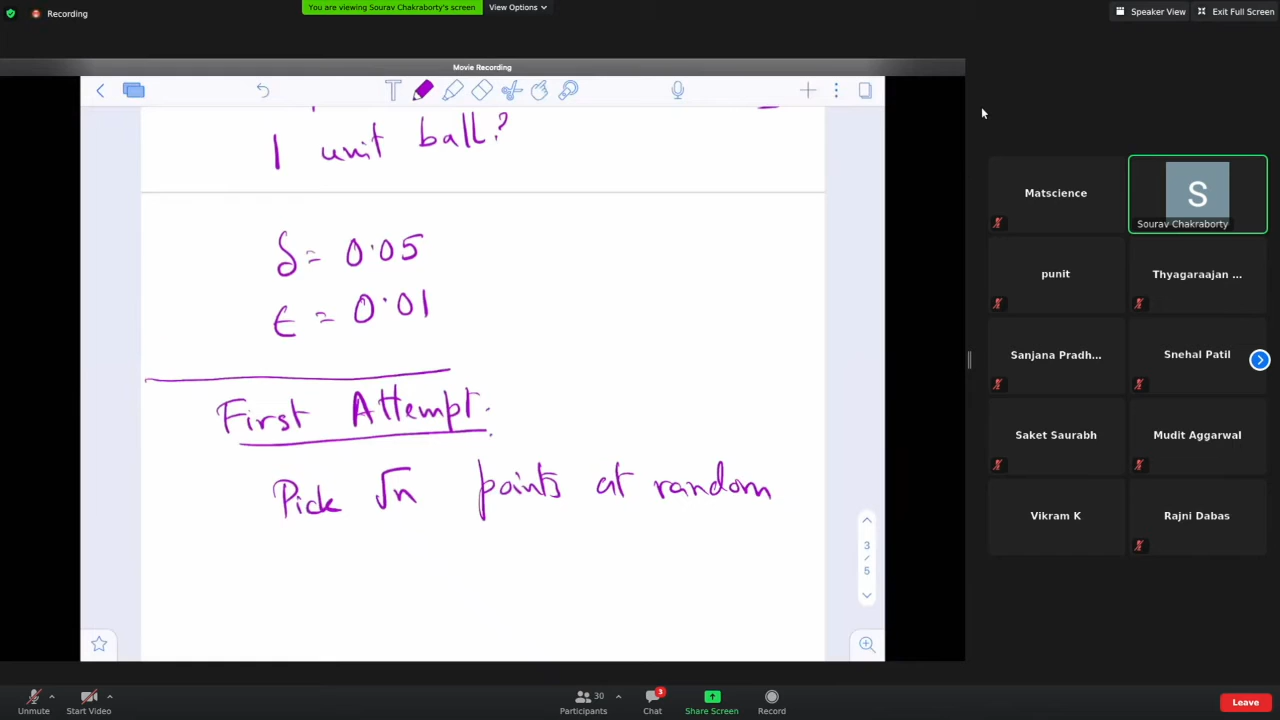 Recording
You are viewing Sourav Chakraborty's screen
View Options
Speaker View
Exit Full Screen
Movie Recording
T
1 unit ball?
δ = 0.05
ϵ = 0.01
First Attempt.
Pick √n points at random
3
/
5
Matscience
S
Sourav Chakraborty
punit
Thyagaraajan ...
Sanjana Pradh...
Snehal Patil
Saket Saurabh
Mudit Aggarwal
Vikram K
Rajni Dabas
Unmute
Start Video
30
Participants
3
Chat
Share Screen
Record
Leave